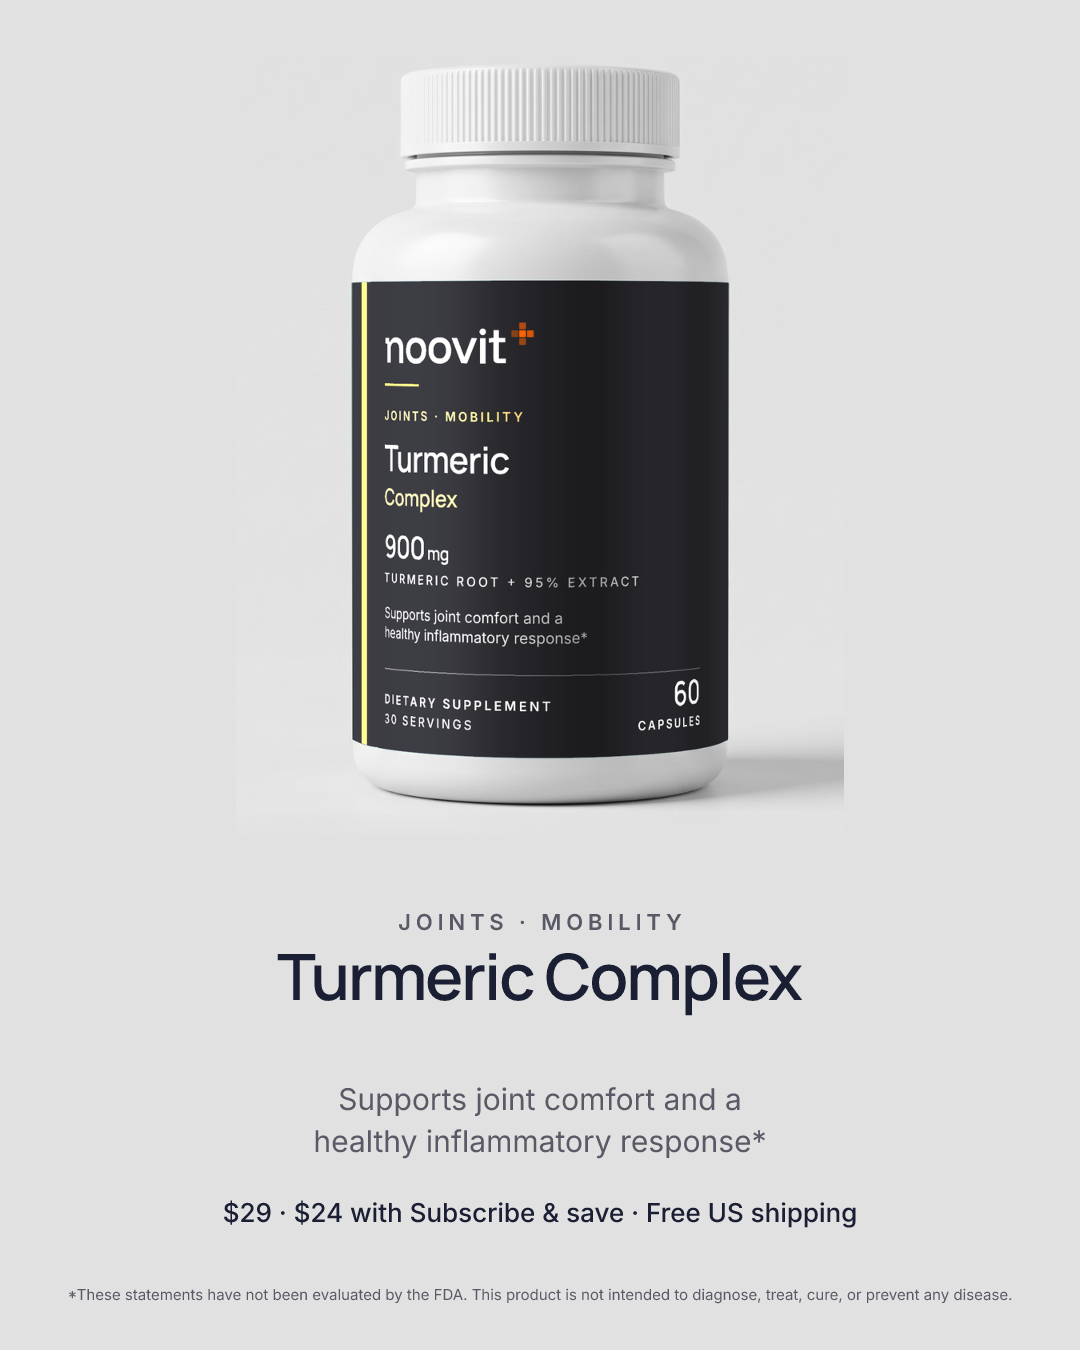 noovit
JOINTS · MOBILITY
Turmeric
Complex
900 mg
TURMERIC ROOT + 95% EXTRACT
Supports joint comfort and a
healthy inflammatory response*
DIETARY SUPPLEMENT
30 SERVINGS
60
CAPSULES
JOINTS · MOBILITY
Turmeric Complex
Supports joint comfort and a
healthy inflammatory response*
$29 · $24 with Subscribe & save · Free US shipping
*These statements have not been evaluated by the FDA. This product is not intended to diagnose, treat, cure, or prevent any disease.